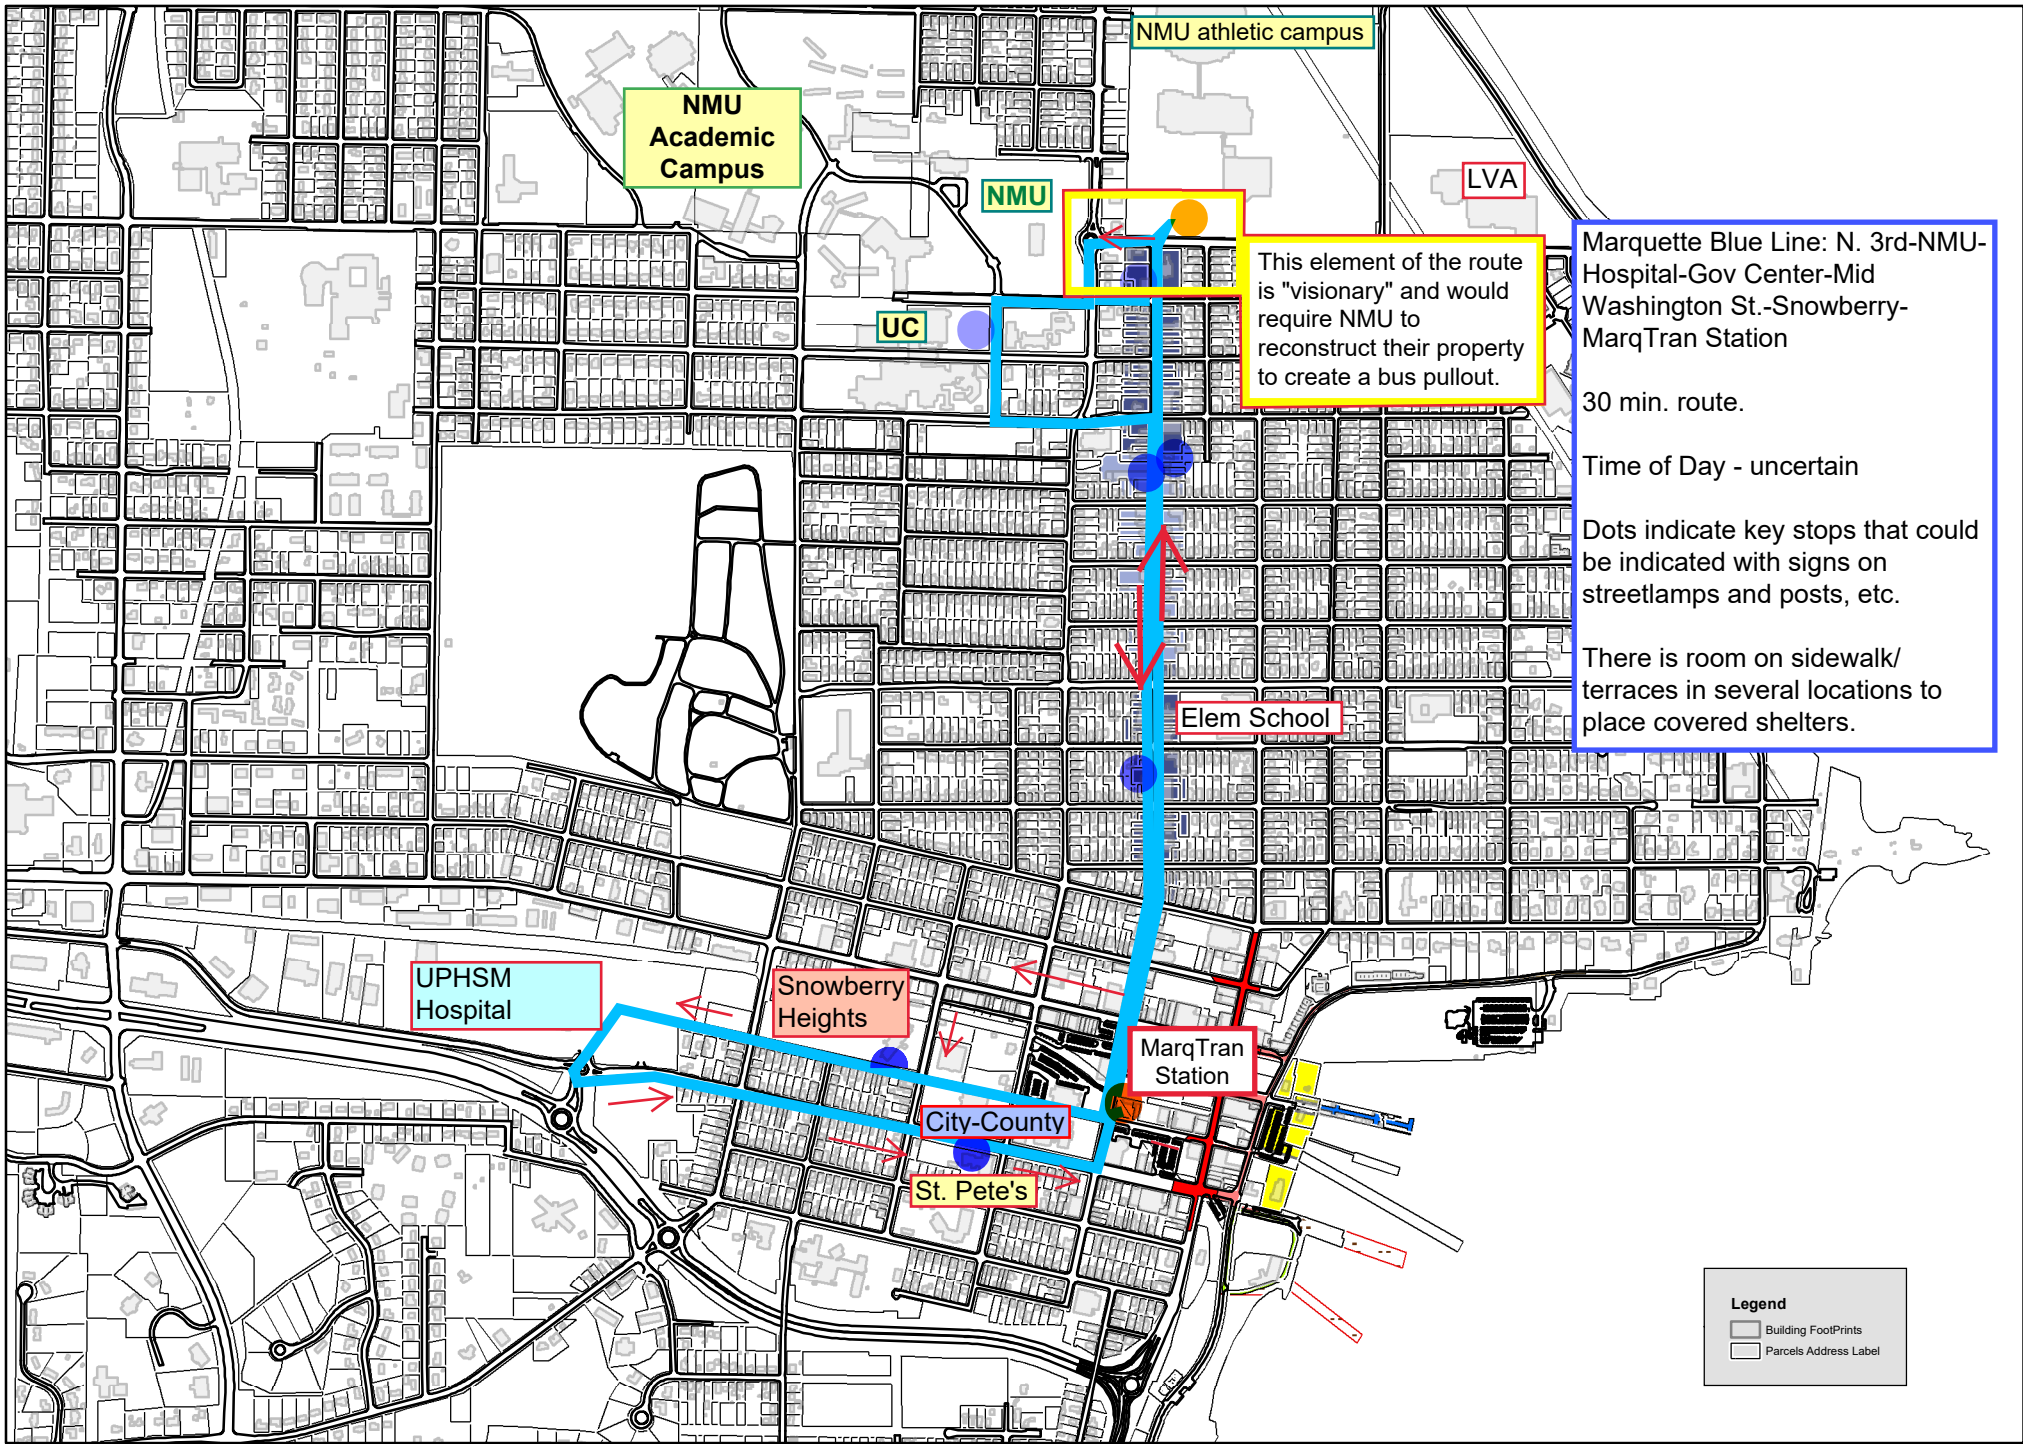 NMU athletic campus
NMU
Academic
Campus
LVA
NMU
Marquette Blue Line: N. 3rd-NMU-
Hospital-Gov Center-Mid
Washington St.-Snowberry-
MarqTran Station
30 min. route.
Time of Day - uncertain
Dots indicate key stops that could
be indicated with signs on
streetlamps and posts, etc.
There is room on sidewalk/
terraces in several locations to
place covered shelters.
This element of the route
is "visionary" and would
require NMU to
reconstruct their property
to create a bus pullout.
UC
Elem School
UPHSM
Hospital
Snowberry
Heights
MarqTran
Station
City-County
St. Pete's
Legend
Building FootPrints
Parcels Address Label